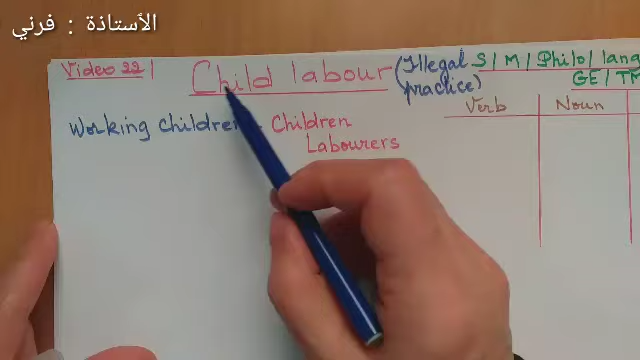 الأستاذة : فرني
Video 22
Child labour (Illegal practice)
S / M / Philo / lang
GE / TM
Working children Children Labourers
Verb Noun